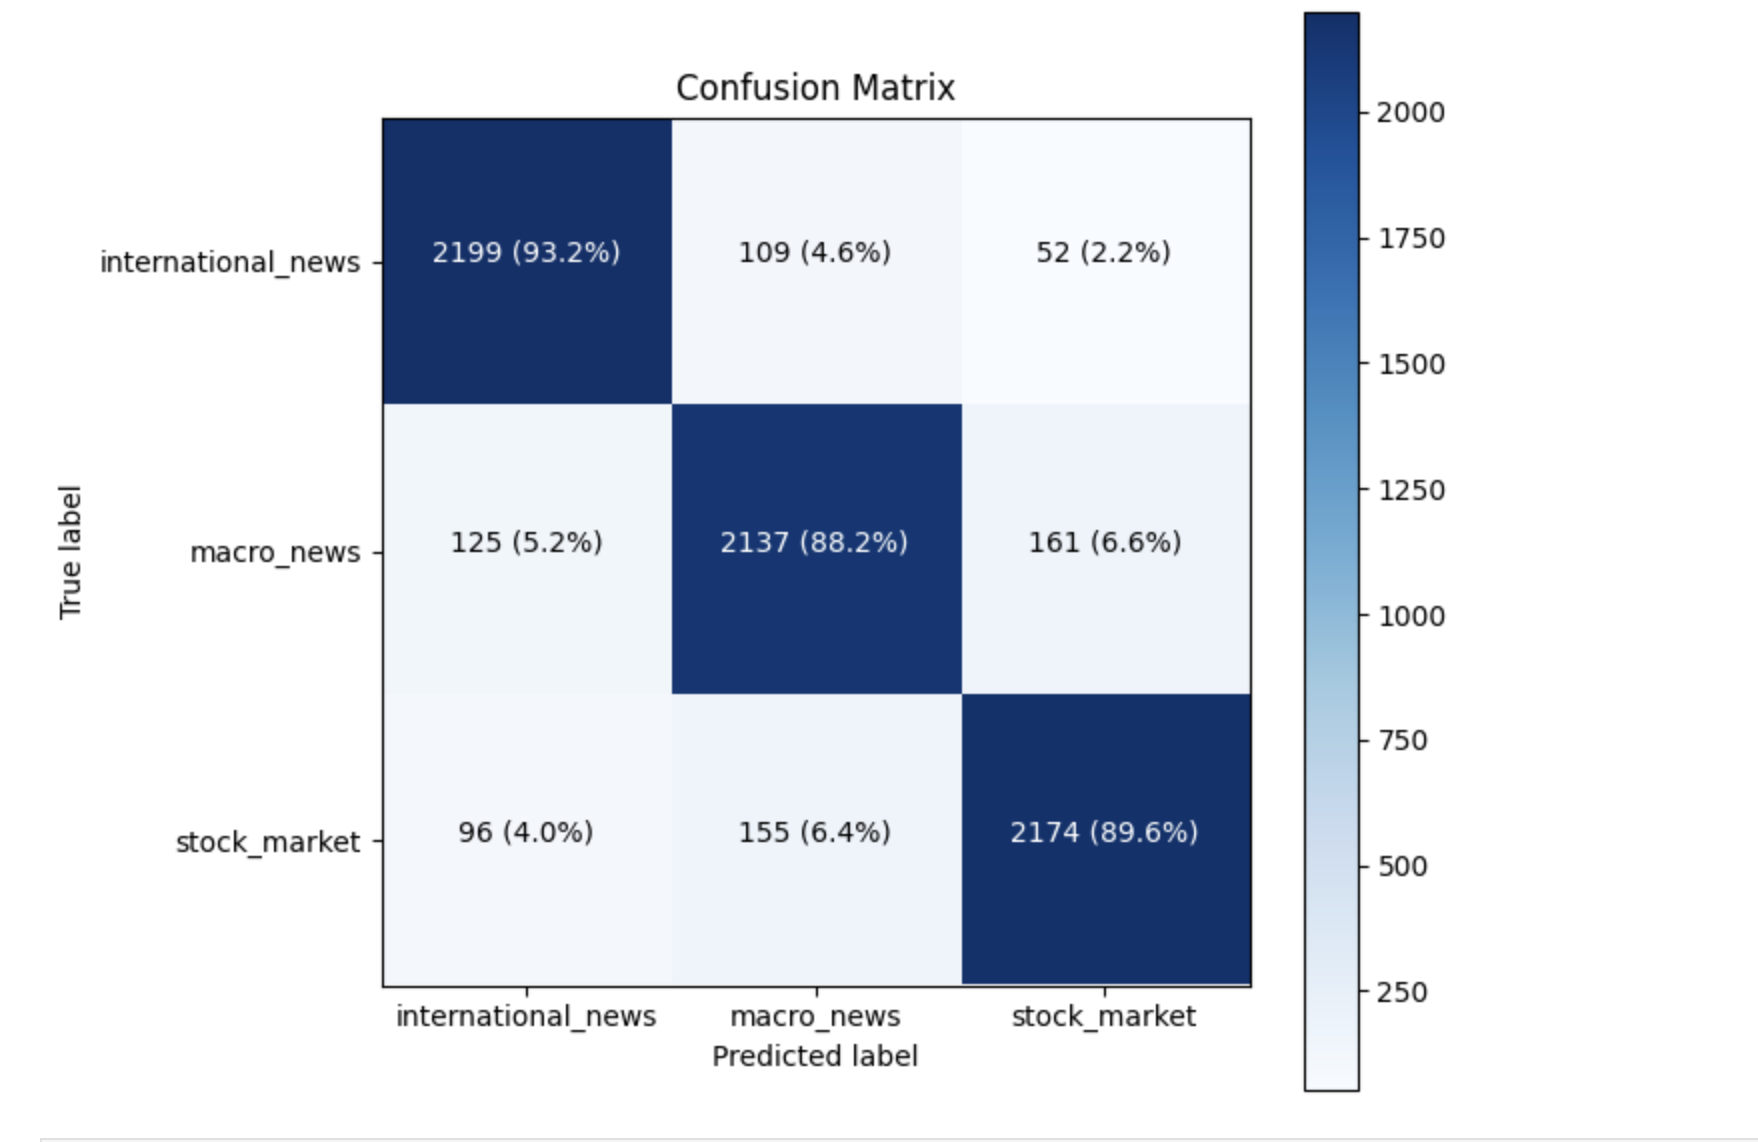 Confusion Matrix
international_news
2199 (93.2%)
109 (4.6%)
52 (2.2%)
macro_news
125 (5.2%)
2137 (88.2%)
161 (6.6%)
stock_market
96 (4.0%)
155 (6.4%)
2174 (89.6%)
True label
international_news
macro_news
stock_market
Predicted label
2000
1750
1500
1250
1000
750
500
250